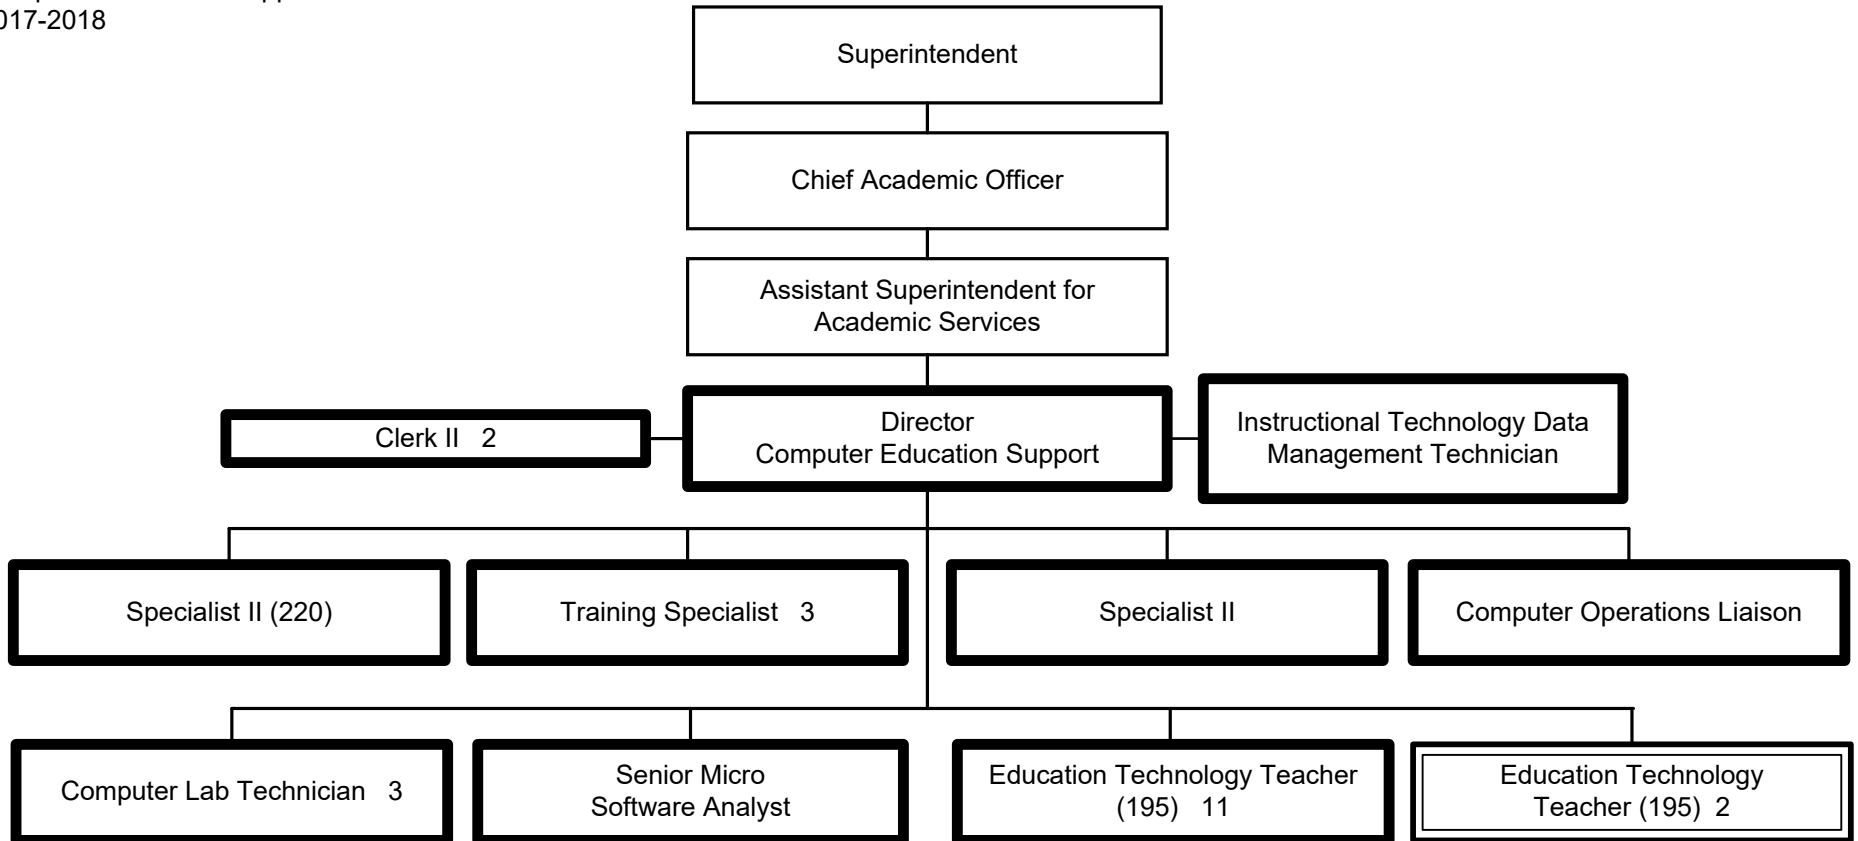 017-2018
Superintendent
Chief Academic Officer
Assistant Superintendent for
Academic Services
Clerk II 2
Director
Computer Education Support
Instructional Technology Data
Management Technician
Specialist II (220)
Training Specialist 3
Specialist II
Computer Operations Liaison
Computer Lab Technician 3
Senior Micro
Software Analyst
Education Technology Teacher
(195) 11
Education Technology
Teacher (195) 2